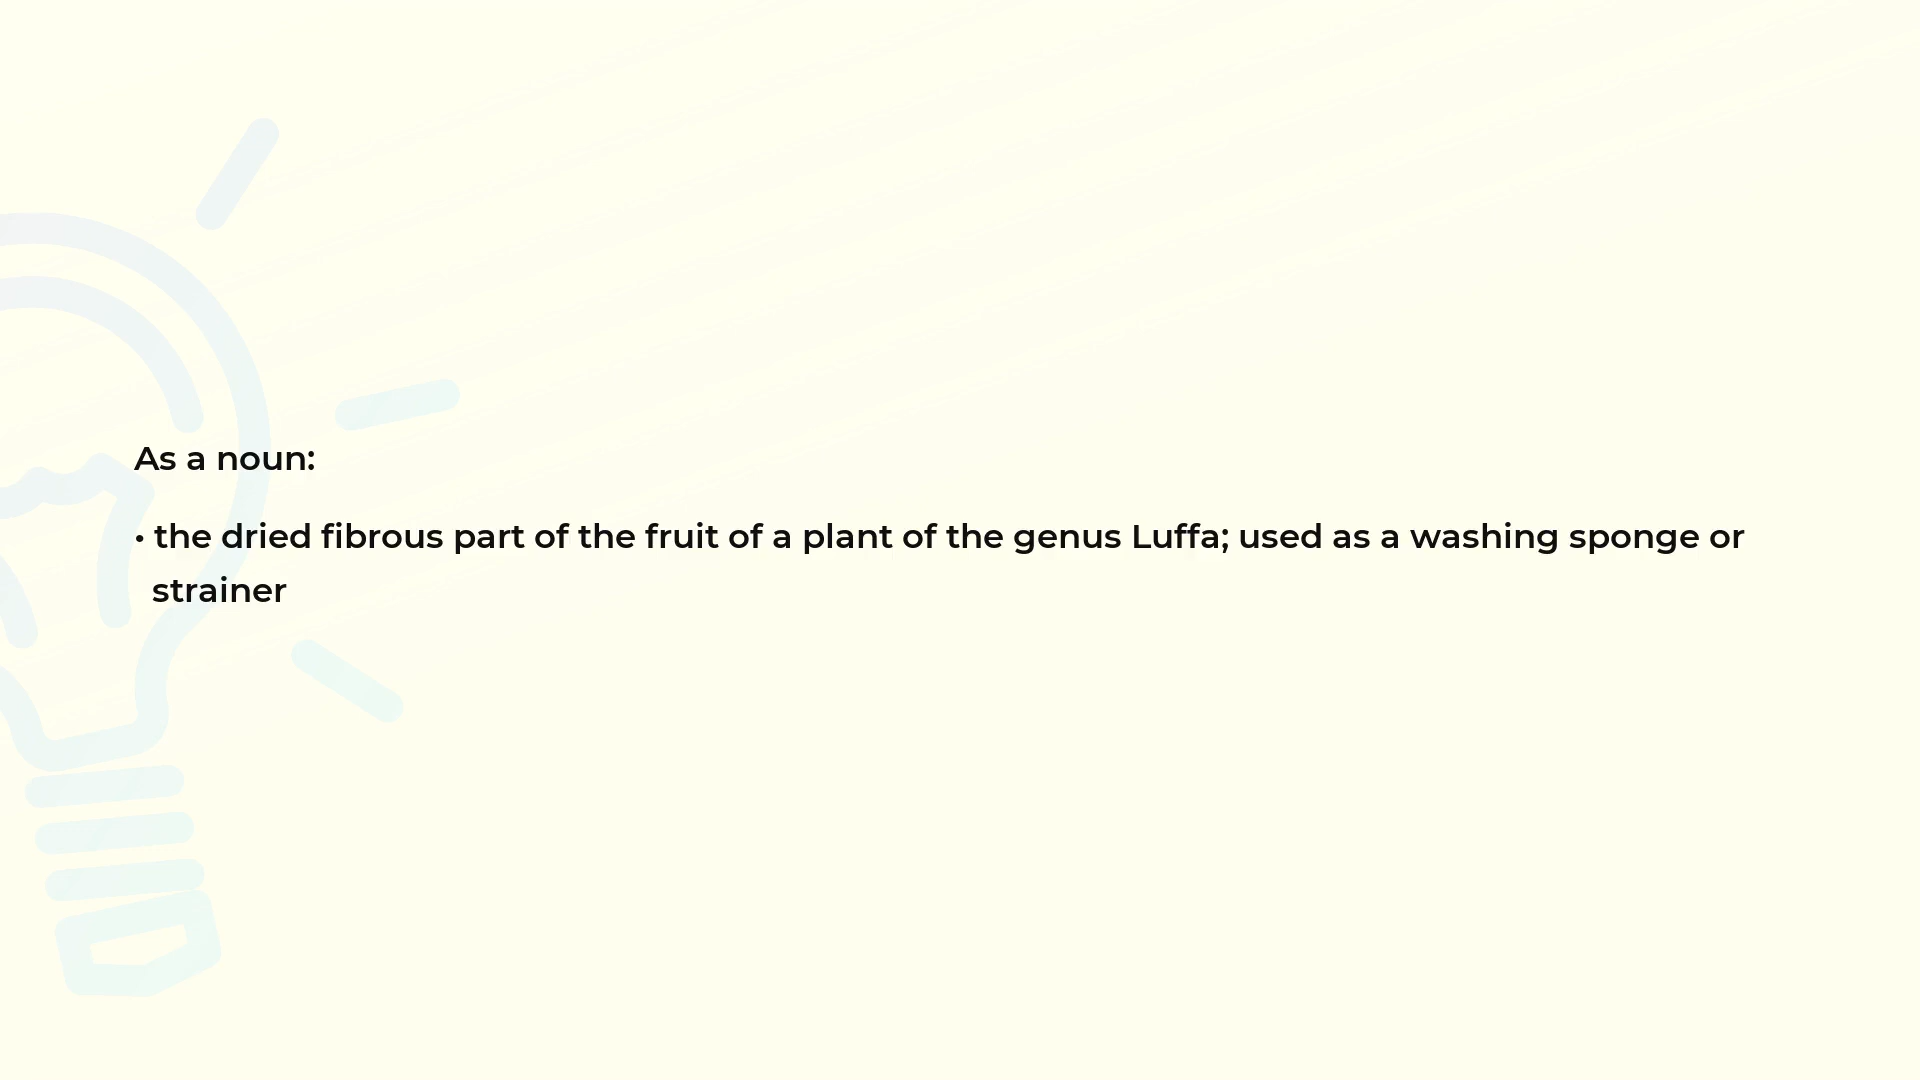 As a noun:
• the dried fibrous part of the fruit of a plant of the genus Luffa; used as a washing sponge or
strainer